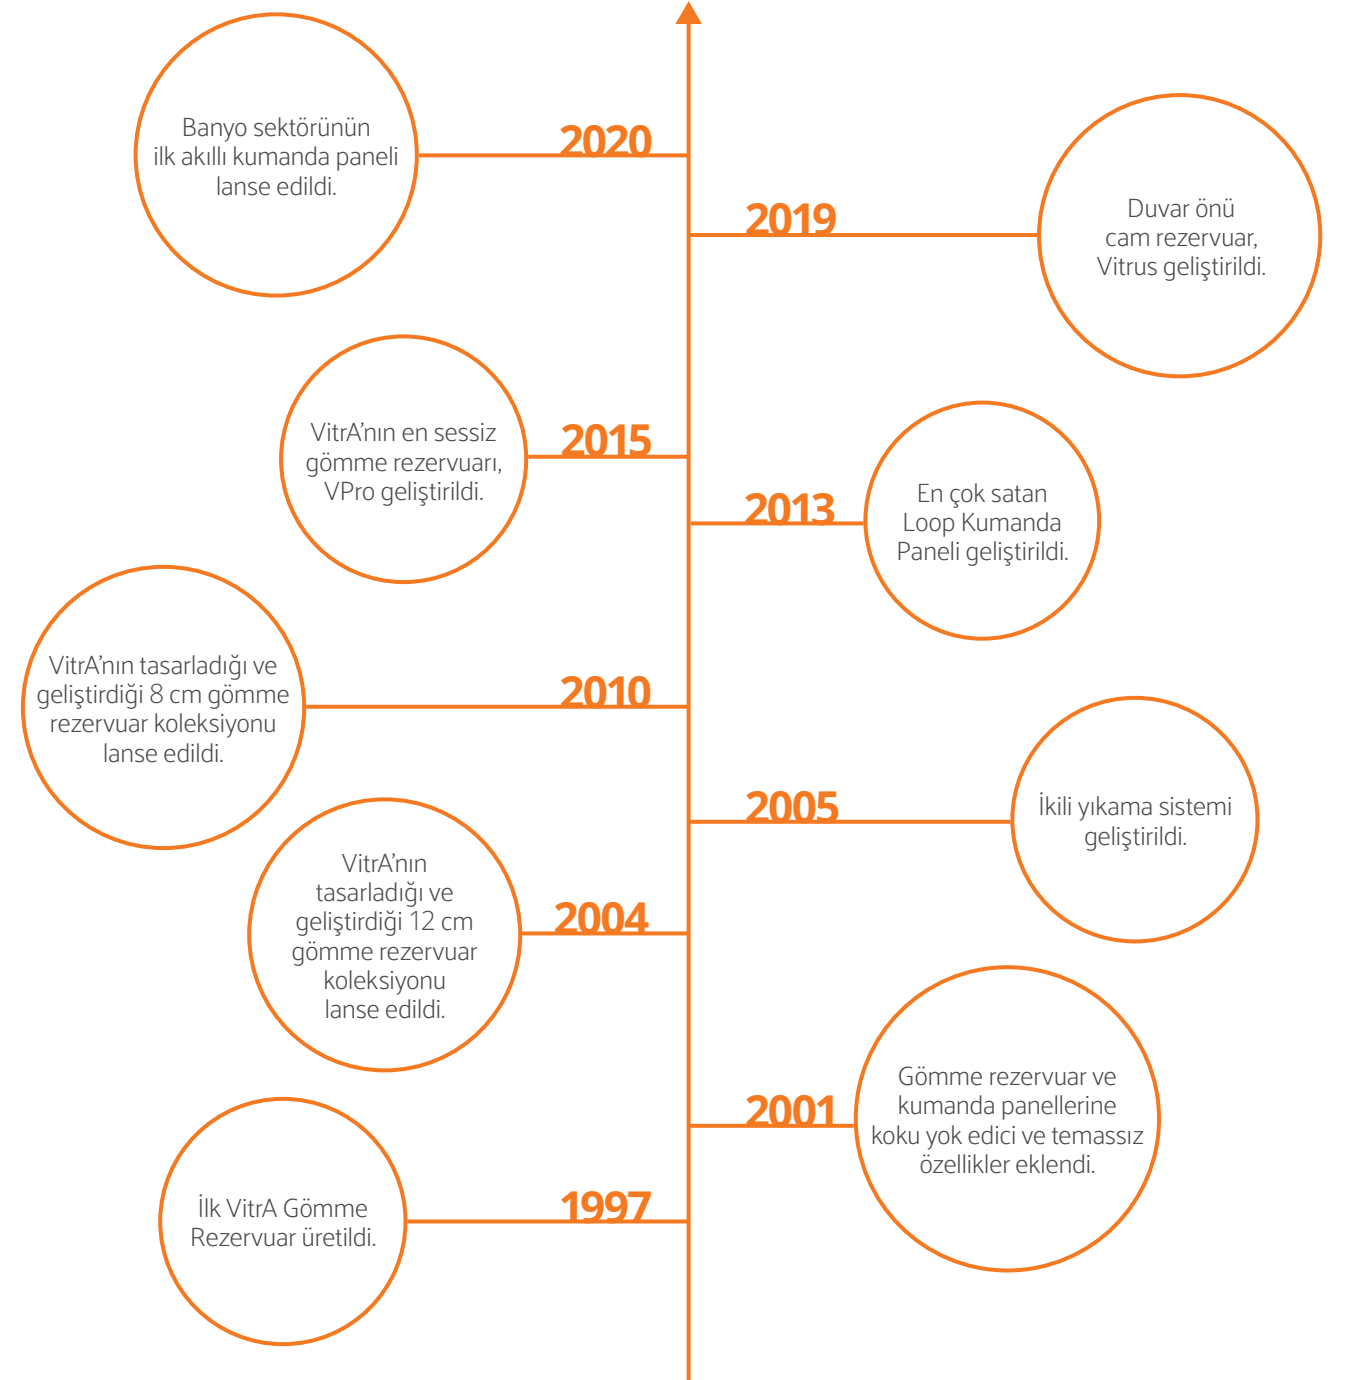 Banyo sektörünün
ilk akıllı kumanda paneli
lanse edildi.
2020
2019
Duvar önü
cam rezervuar,
Vitrus geliştirildi.
VitrA’nın en sessiz
gömme rezervuarı,
VPro geliştirildi.
2015
2013
En çok satan
Loop Kumanda
Paneli geliştirildi.
VitrA’nın tasarladığı ve
geliştirdiği 8 cm gömme
rezervuar koleksiyonu
lanse edildi.
2010
2005
İkili yıkama sistemi
geliştirildi.
VitrA’nın
tasarladığı ve
geliştirdiği 12 cm
gömme rezervuar
koleksiyonu
lanse edildi.
2004
2001
Gömme rezervuar ve
kumanda panellerine
koku yok edici ve temassız
özellikler eklendi.
İlk VitrA Gömme
Rezervuar üretildi.
1997